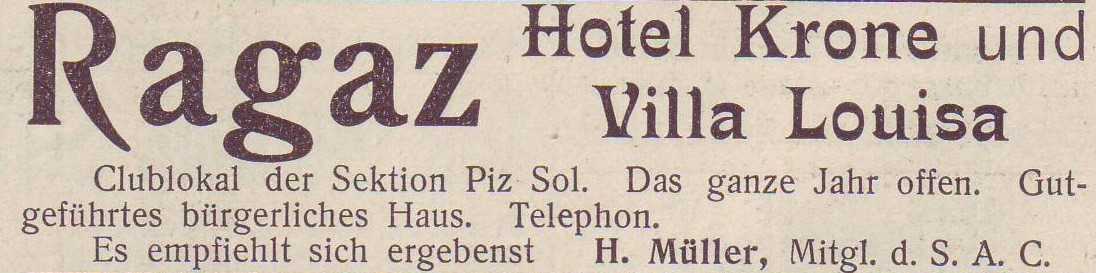 Ragaz Hotel Krone und
Villa Louisa
Clublokal der Sektion Piz Sol. Das ganze Jahr offen. Gut-
geführtes bürgerliches Haus. Telephon.
Es empfiehlt sich ergebenst H. Müller, Mitgl. d. S. A. C.